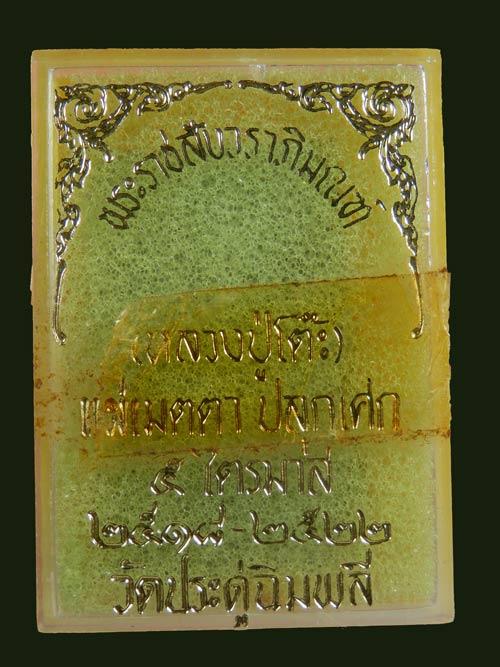 พระราชสังวราภิมณฑ์
(หลวงปู่โต๊ะ)
แผ่เมตตา ปลุกเศก
๕ ไตรมาส
๒๕๑๘-๒๕๒๒
วัดประดู่ฉิมพลี